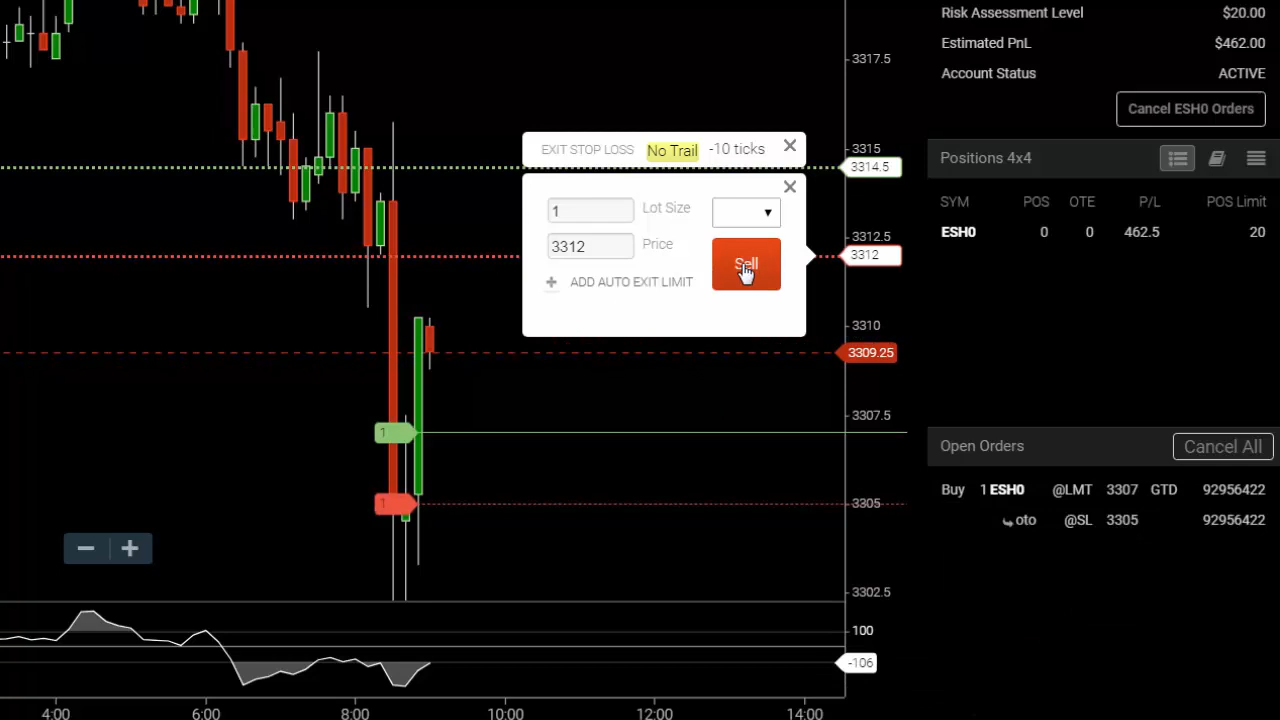 Risk Assessment Level $20.00
Estimated PnL $462.00
Account Status ACTIVE
Cancel ESH0 Orders
Positions 4x4
SYM POS OTE P/L POS Limit
ESH0 0 0 462.5 20
Open Orders
Cancel All
Buy 1 ESH0 @LMT 3307 GTD 92956422
oto @SL 3305 92956422
EXIT STOP LOSS No Trail -10 ticks
1 Lot Size
3312 Price
Sell
+ ADD AUTO EXIT LIMIT
3317.5
3315
3314.5
3312.5
3312
3310
3309.25
3307.5
3305
3302.5
1
1
100
-106
4:00 6:00 8:00 10:00 12:00 14:00